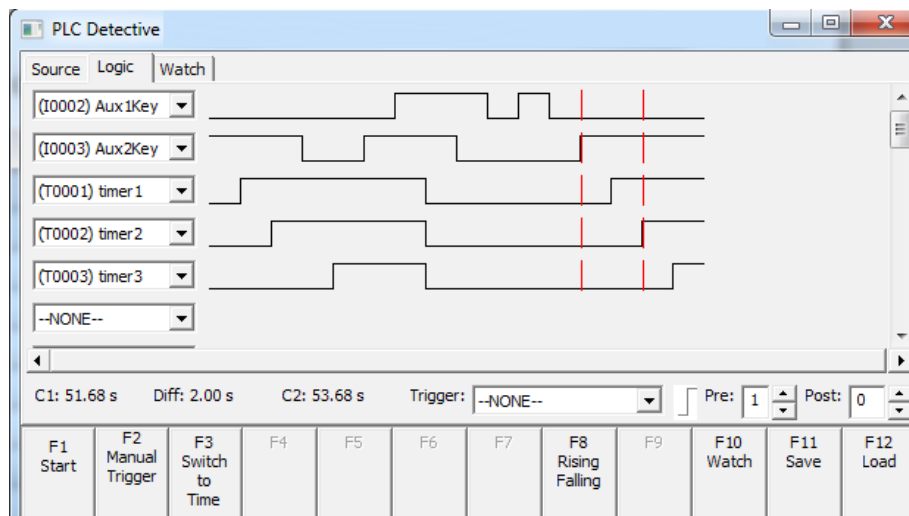 PLC Detective
Source Logic Watch
(I0002) Aux1Key
(I0003) Aux2Key
(T0001) timer1
(T0002) timer2
(T0003) timer3
--NONE--
C1: 51.68 s Diff: 2.00 s C2: 53.68 s Trigger: --NONE-- Pre: 1 Post: 0
F1
Start
F2
Manual
Trigger
F3
Switch
to
Time
F4
F5
F6
F7
F8
Rising
Falling
F9
F10
Watch
F11
Save
F12
Load